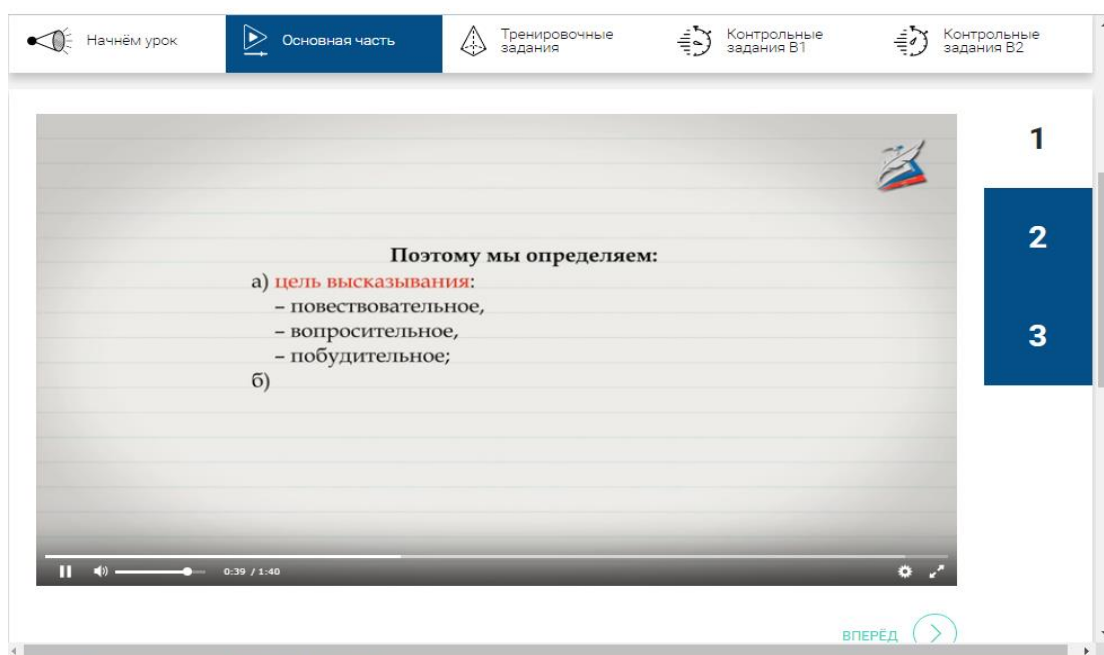 Начнём урок
Основная часть
Тренировочные
задания
Контрольные
задания В1
Контрольные
задания В2
1
2
3
Поэтому мы определяем:
а) цель высказывания:
– повествовательное,
– вопросительное,
– побудительное;
б)
0:39 / 1:40
ВПЕРЁД